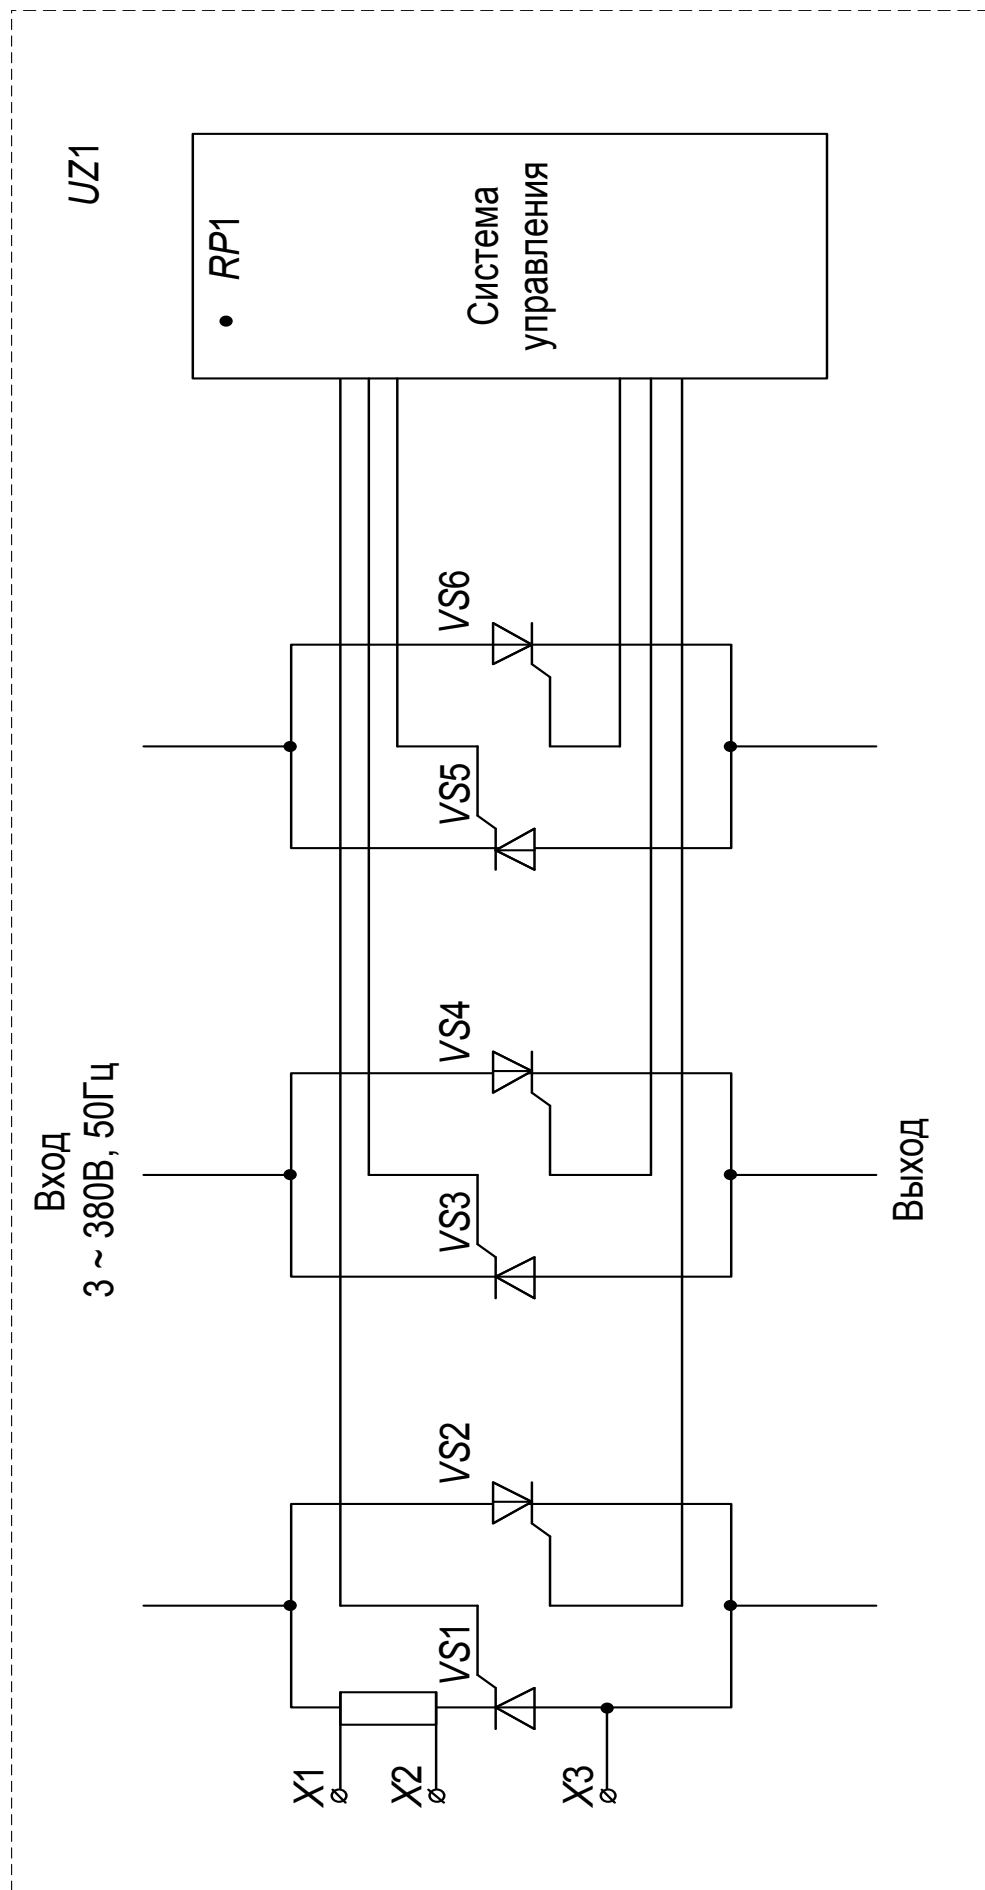 UZ1
RP1
Система
управления
VS6
VS5
VS4
VS3
VS2
VS1
Вход
3 ~ 380В, 50Гц
Выход
X1
X2
X3